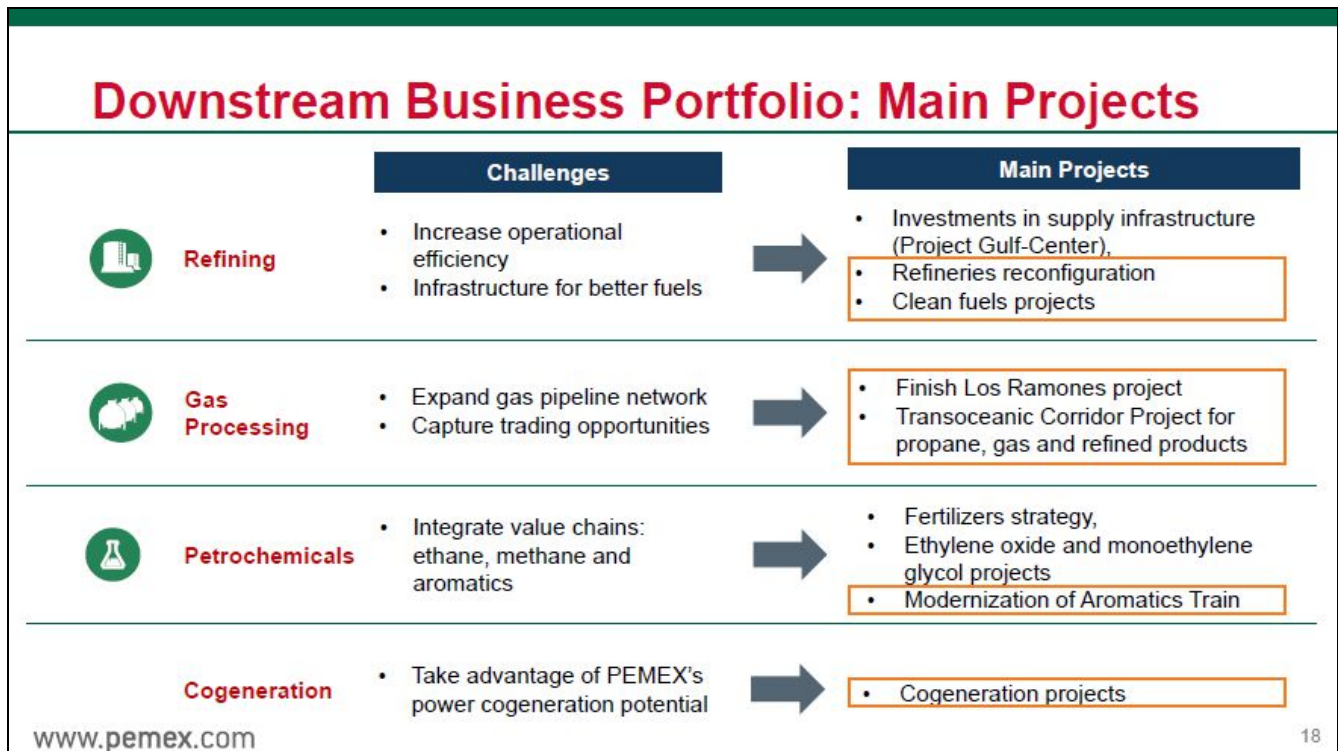 Downstream Business Portfolio: Main Projects
Challenges
Main Projects
Refining
• Increase operational
efficiency
• Infrastructure for better fuels
• Investments in supply infrastructure
(Project Gulf-Center),
• Refineries reconfiguration
• Clean fuels projects
Gas
Processing
• Expand gas pipeline network
• Capture trading opportunities
• Finish Los Ramones project
• Transoceanic Corridor Project for
propane, gas and refined products
Petrochemicals
• Integrate value chains:
ethane, methane and
aromatics
• Fertilizers strategy,
• Ethylene oxide and monoethylene
glycol projects
• Modernization of Aromatics Train
Cogeneration
• Take advantage of PEMEX’s
power cogeneration potential
• Cogeneration projects
www.pemex.com
18